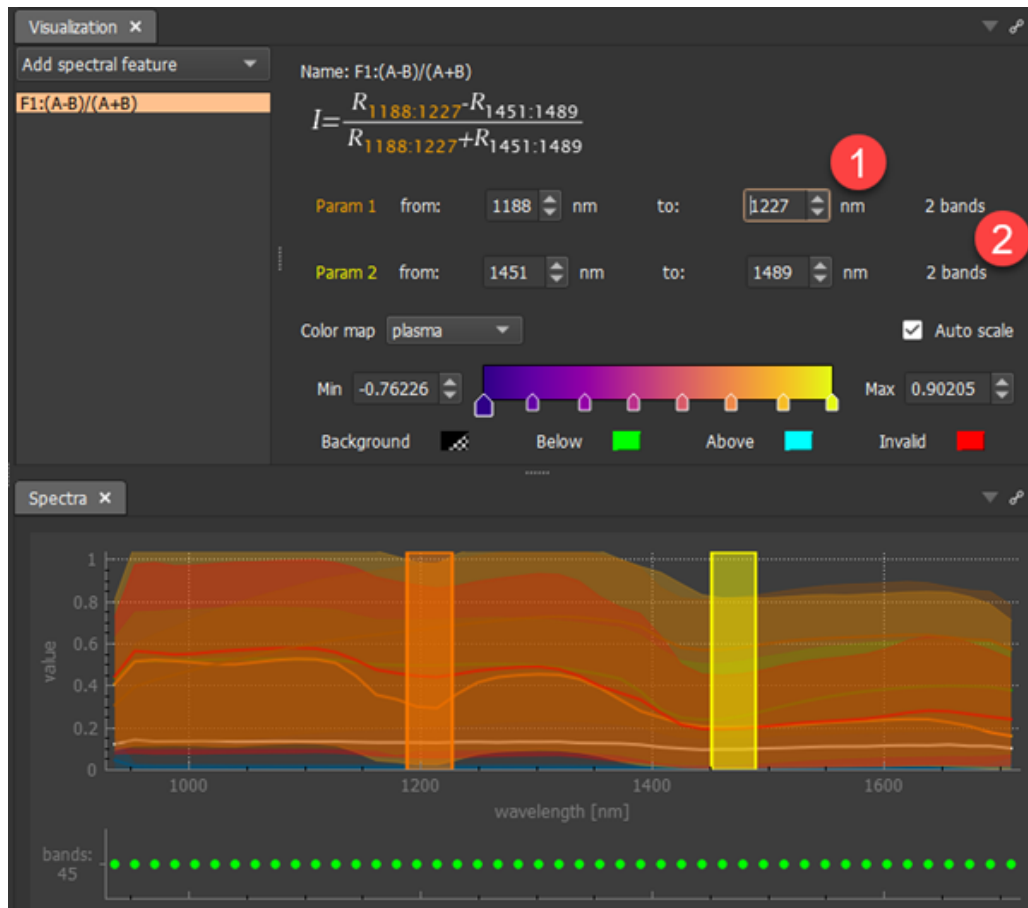 Visualization ×
Add spectral feature
F1:(A-B)/(A+B)
Name: F1:(A-B)/(A+B)
I=
R1188:1227-R1451:1489
R1188:1227+R1451:1489
1
Param 1 from: 1188 nm to: 1227 nm 2 bands
2
Param 2 from: 1451 nm to: 1489 nm 2 bands
Color map plasma Auto scale
Min -0.76226 Max 0.90205
Background Below Above Invalid
Spectra ×
1
0.8
0.6
0.4
0.2
0
value
1000 1200 1400 1600
wavelength [nm]
bands:
45